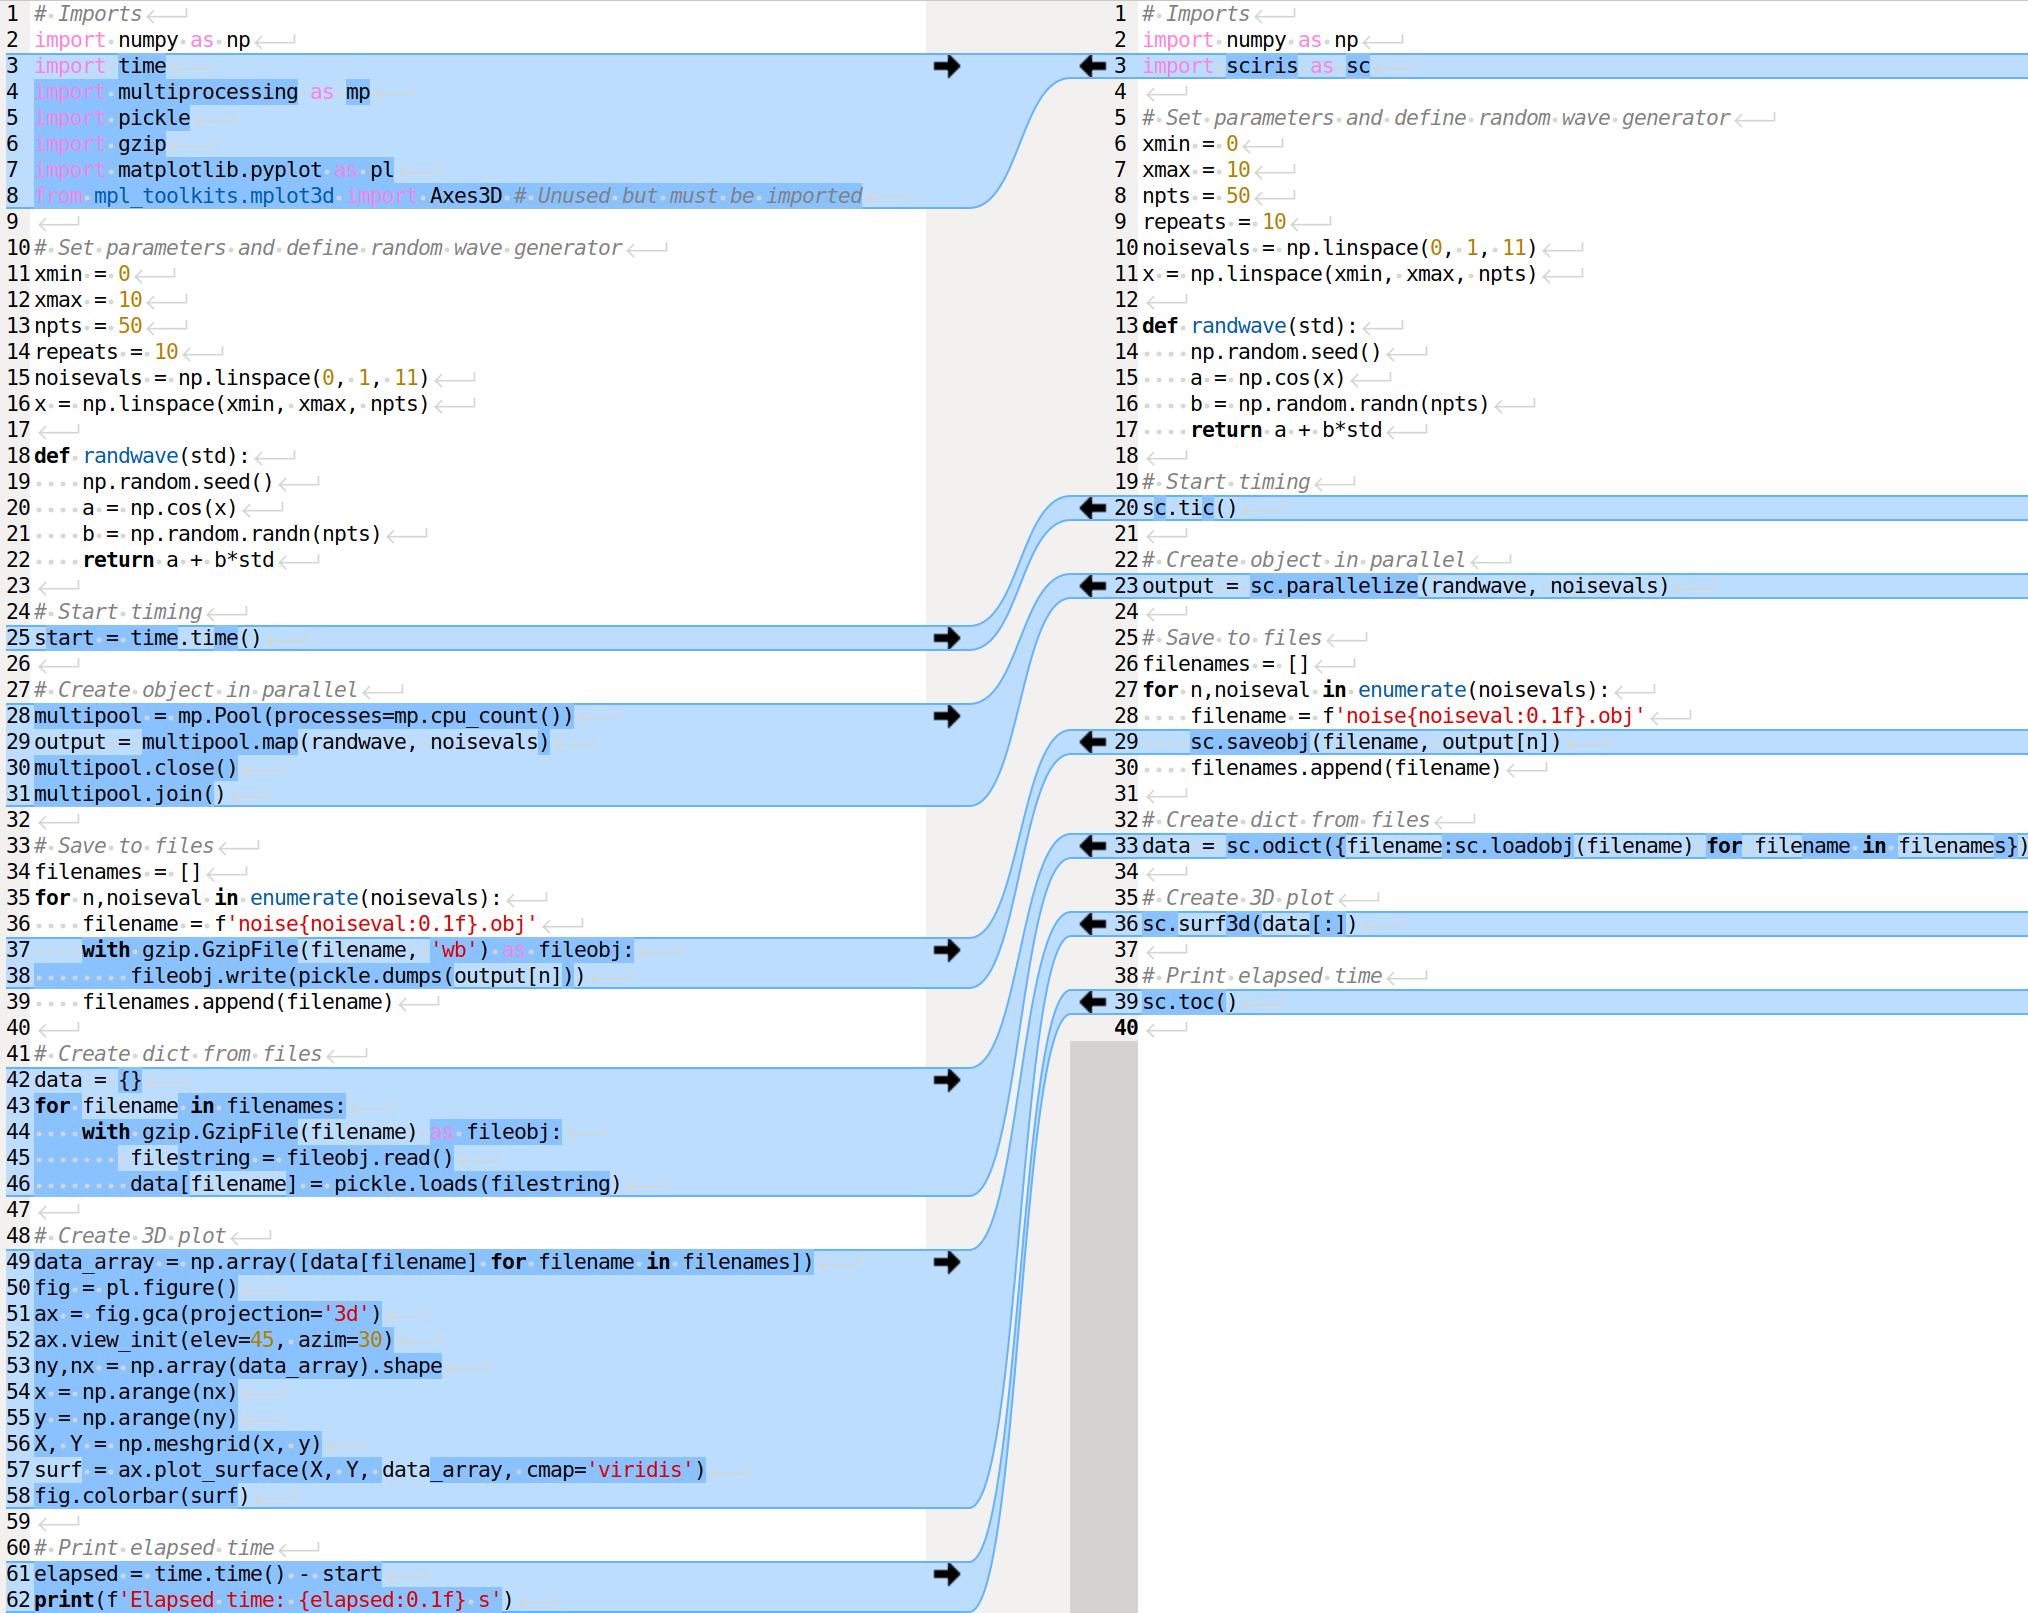 1 # Imports
2 import numpy as np
3 import time
4 import multiprocessing as mp
5 import pickle
6 import gzip
7 import matplotlib.pyplot as pl
8 from mpl_toolkits.mplot3d import Axes3D # Unused but must be imported
9
10 # Set parameters and define random wave generator
11 xmin = 0
12 xmax = 10
13 npts = 50
14 repeats = 10
15 noisevals = np.linspace(0, 1, 11)
16 x = np.linspace(xmin, xmax, npts)
17
18 def randwave(std):
19     np.random.seed()
20     a = np.cos(x)
21     b = np.random.randn(npts)
22     return a + b*std
23
24 # Start timing
25 start = time.time()
26
27 # Create object in parallel
28 multipool = mp.Pool(processes=mp.cpu_count())
29 output = multipool.map(randwave, noisevals)
30 multipool.close()
31 multipool.join()
32
33 # Save to files
34 filenames = []
35 for n,noiseval in enumerate(noisevals):
36     filename = f'noise{noiseval:0.1f}.obj'
37     with gzip.GzipFile(filename, 'wb') as fileobj:
38         fileobj.write(pickle.dumps(output[n]))
39     filenames.append(filename)
40
41 # Create dict from files
42 data = {}
43 for filename in filenames:
44     with gzip.GzipFile(filename) as fileobj:
45         filestring = fileobj.read()
46         data[filename] = pickle.loads(filestring)
47
48 # Create 3D plot
49 data_array = np.array([data[filename] for filename in filenames])
50 fig = pl.figure()
51 ax = fig.gca(projection='3d')
52 ax.view_init(elev=45, azim=30)
53 ny,nx = np.array(data_array).shape
54 x = np.arange(nx)
55 y = np.arange(ny)
56 X, Y = np.meshgrid(x, y)
57 surf = ax.plot_surface(X, Y, data_array, cmap='viridis')
58 fig.colorbar(surf)
59
60 # Print elapsed time
61 elapsed = time.time() - start
62 print(f'Elapsed time: {elapsed:0.1f} s')
1 # Imports
2 import numpy as np
3 import sciris as sc
4
5 # Set parameters and define random wave generator
6 xmin = 0
7 xmax = 10
8 npts = 50
9 repeats = 10
10 noisevals = np.linspace(0, 1, 11)
11 x = np.linspace(xmin, xmax, npts)
12
13 def randwave(std):
14     np.random.seed()
15     a = np.cos(x)
16     b = np.random.randn(npts)
17     return a + b*std
18
19 # Start timing
20 sc.tic()
21
22 # Create object in parallel
23 output = sc.parallelize(randwave, noisevals)
24
25 # Save to files
26 filenames = []
27 for n,noiseval in enumerate(noisevals):
28     filename = f'noise{noiseval:0.1f}.obj'
29     sc.saveobj(filename, output[n])
30     filenames.append(filename)
31
32 # Create dict from files
33 data = sc.odict({filename:sc.loadobj(filename) for filename in filenames})
34
35 # Create 3D plot
36 sc.surf3d(data[:])
37
38 # Print elapsed time
39 sc.toc()
40